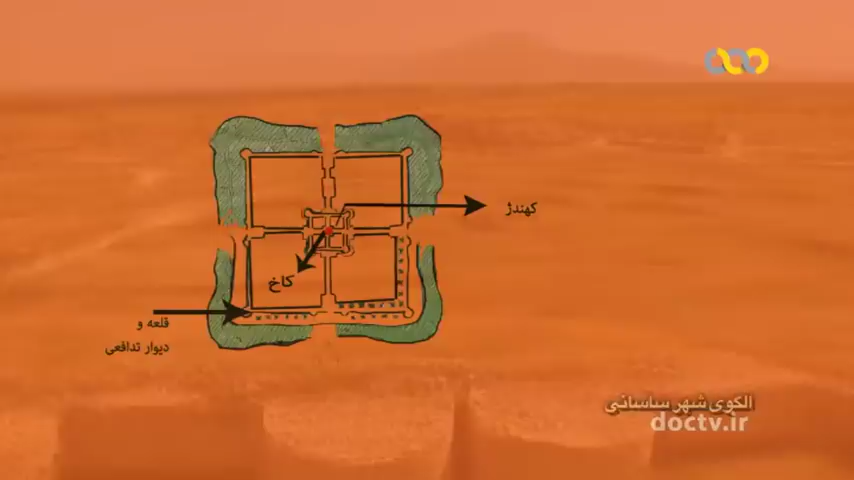 کهندژ
کاخ
قلعه و
دیوار تدافعی
الگوی شهر ساسانی
doctv.ir